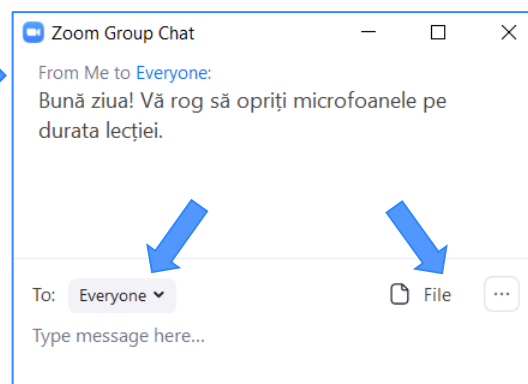 Zoom Group Chat
From Me to Everyone:
Bună ziua! Vă rog să opriți microfoanele pe
durata lecției.
To: Everyone File ...
Type message here...